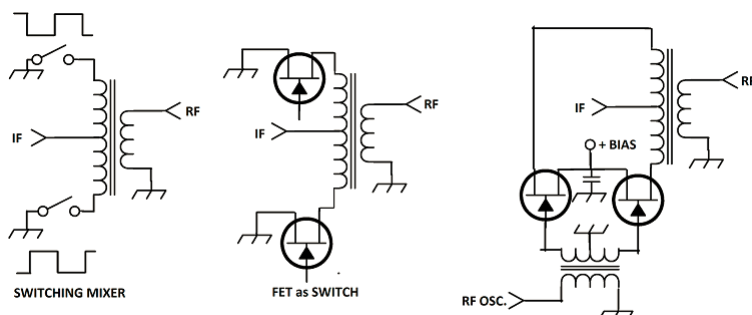 RF
IF
SWITCHING MIXER
RF
IF
FET as SWITCH
RF
IF
+ BIAS
RF OSC.